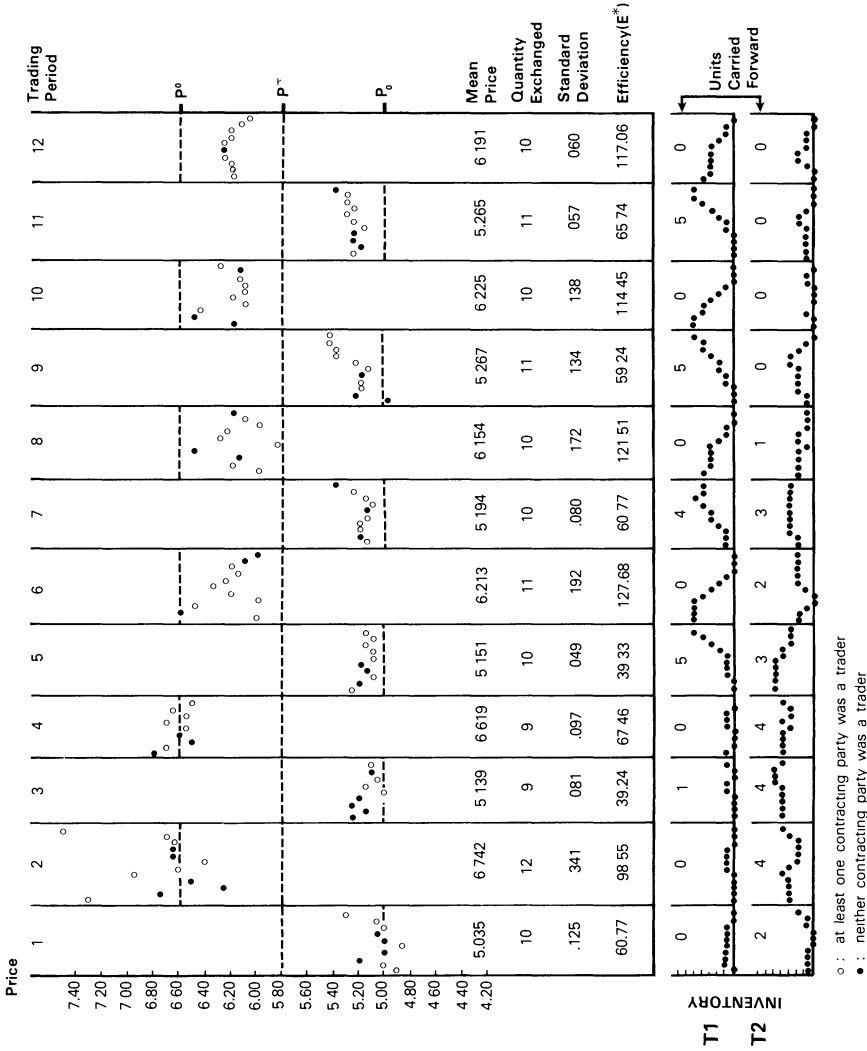 Price
Trading
Period
1 2 3 4 5 6 7 8 9 10 11 12
7.40
7.20
7 00
6.80
6 60
6.40
6.20
6.00
5.80
5.60
5.40
5.20
5.00
4.80
4.60
4.40
4.20
P⁰
P₀
Mean
Price
5.035 6 742 5 139 6 619 5 151 6.213 5 194 6 154 5 267 6 225 5.265 6 191
Quantity
Exchanged
10 12 9 9 10 11 10 10 11 10 11 10
Standard
Deviation
.125 341 081 .097 049 192 .080 172 134 138 057 060
Efficiency(E*)
60.77 98 55 39.24 67 46 39 33 127.68 60 77 121 51 59 24 114 45 65 74 117.06
INVENTORY
T1
0 0 1 0 5 0 4 0 5 0 5 0
T2
2 4 4 4 3 2 3 1 0 0 0 0
Units
Carried
Forward
○ : at least one contracting party was a trader
● : neither contracting party was a trader